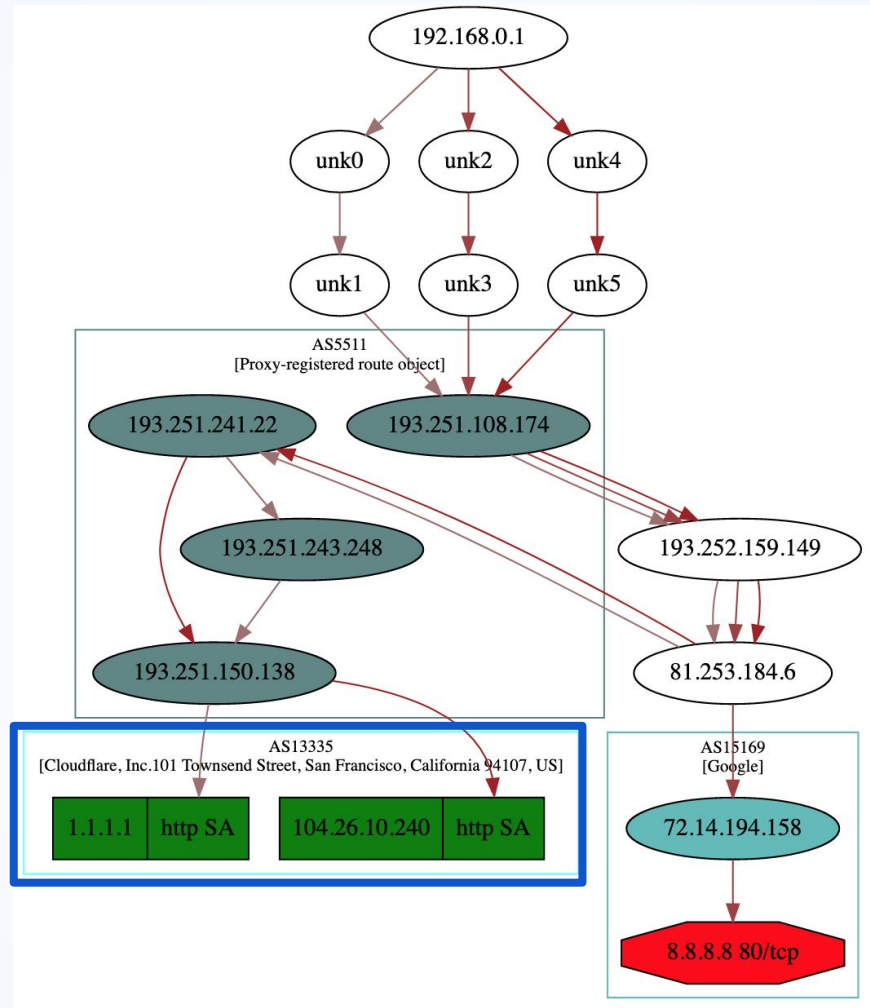 192.168.0.1
unk0
unk2
unk4
unk1
unk3
unk5
AS5511
[Proxy-registered route object]
193.251.241.22
193.251.108.174
193.251.243.248
193.252.159.149
193.251.150.138
81.253.184.6
AS13335
[Cloudflare, Inc.101 Townsend Street, San Francisco, California 94107, US]
1.1.1.1
http SA
104.26.10.240
http SA
AS15169
[Google]
72.14.194.158
8.8.8.8 80/tcp